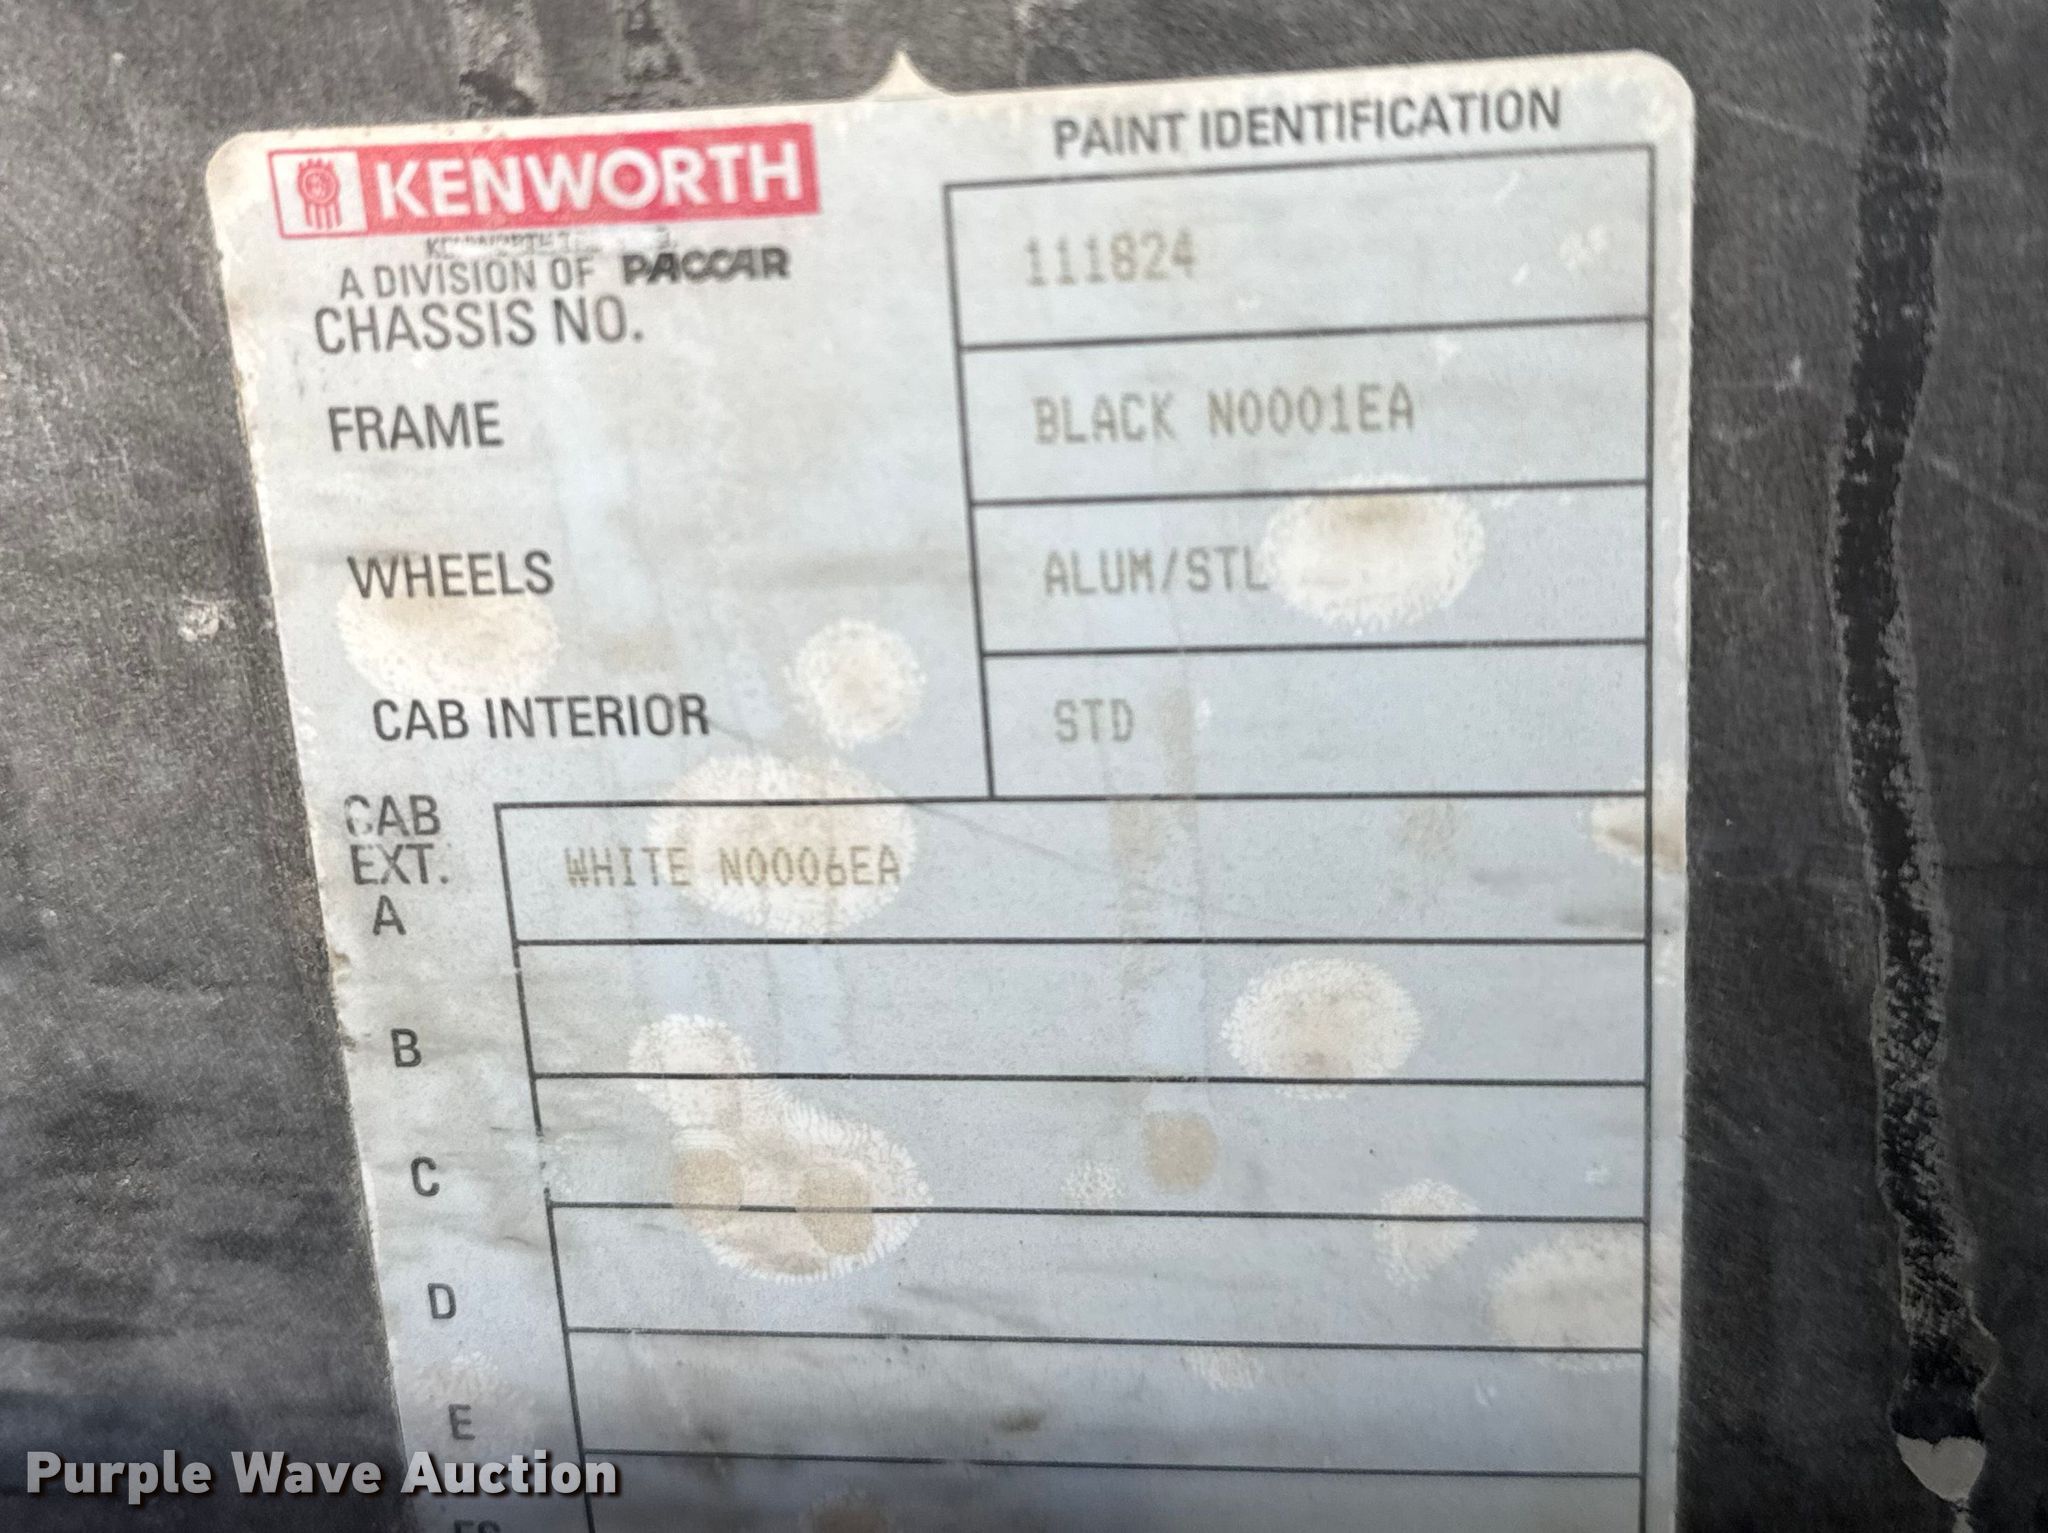 KENWORTH
PAINT IDENTIFICATION
A DIVISION OF PACCAR
CHASSIS NO.
111824
FRAME
BLACK N0001EA
WHEELS
ALUM/STL
CAB INTERIOR
STD
CAB
EXT.
A
WHITE N0006EA
B
C
D
E
Purple Wave Auction